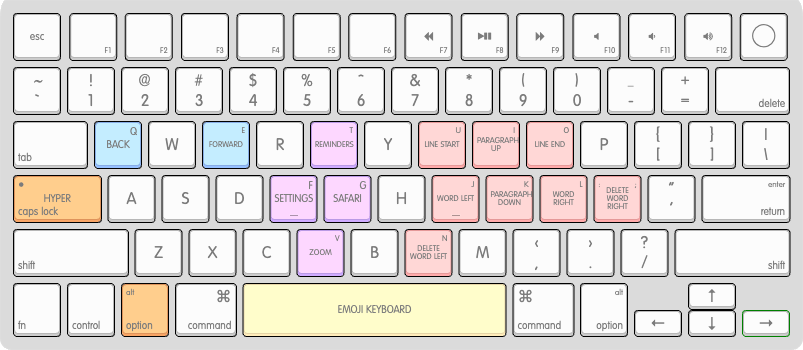 esc F1 F2 F3 F4 F5 F6 F7 F8 F9 F10 F11 F12
~ ! @ # $ % ^ & * ( ) _ +
` 1 2 3 4 5 6 7 8 9 0 - = delete
Q E T U I O { } |
tab BACK W FORWARD R REMINDERS Y LINE START PARAGRAPH UP LINE END P [ ] \
F G J K L : ; " enter
HYPER A S D SETTINGS SAFARI H WORD LEFT PARAGRAPH DOWN WORD RIGHT DELETE WORD RIGHT '
caps lock _ _ return
V N < > ?
shift Z X C ZOOM B DELETE WORD LEFT M , . / shift
alt ⌘ ⌘ alt ↑
fn control option command EMOJI KEYBOARD command option ← ↓ →